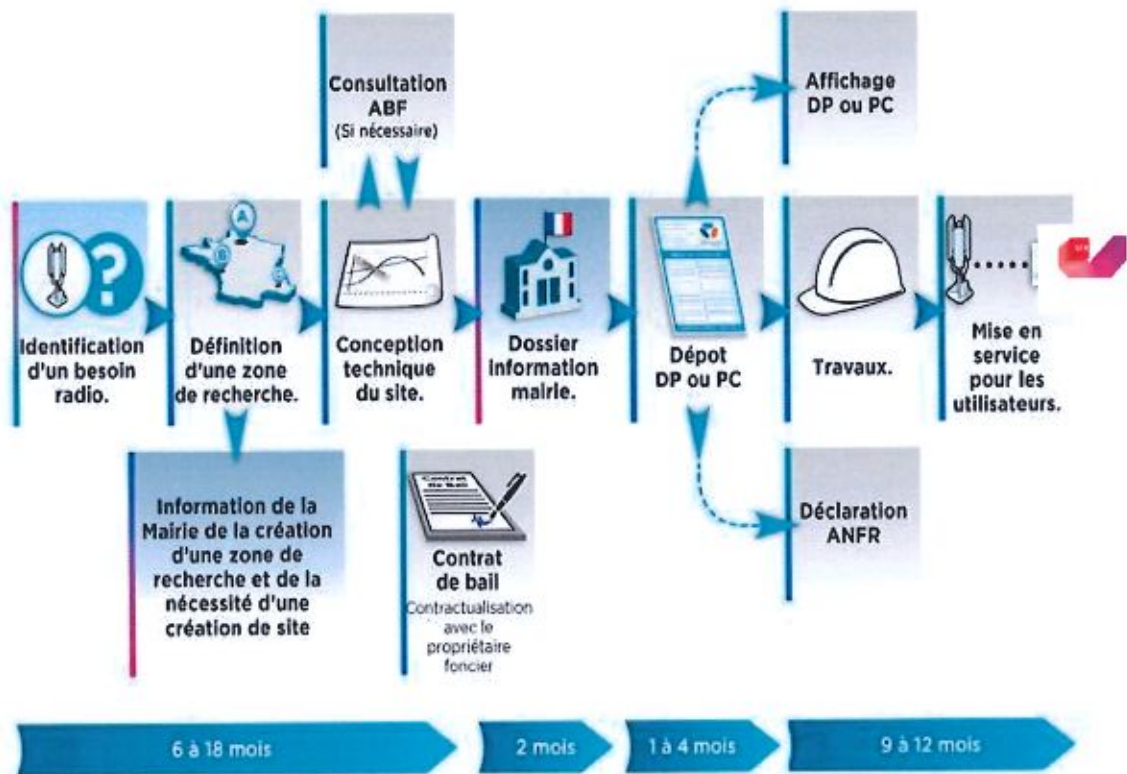 Consultation
ABF
(Si nécessaire)
Affichage
DP ou PC
A
B
C
Identification
d'un besoin
radio.
Définition
d'une zone
de recherche.
Conception
technique
du site.
Dossier
Information
mairie.
Dépot
DP ou PC
Travaux.
Mise en
service
pour les
utilisateurs.
Information de la
Mairie de la création
d'une zone de
recherche et de la
nécessité d'une
création de site
Contrat
de Bail
Contrat
de bail
Contractualisation
avec le
propriétaire
foncier
Déclaration
ANFR
6 à 18 mois
2 mois
1 à 4 mois
9 à 12 mois